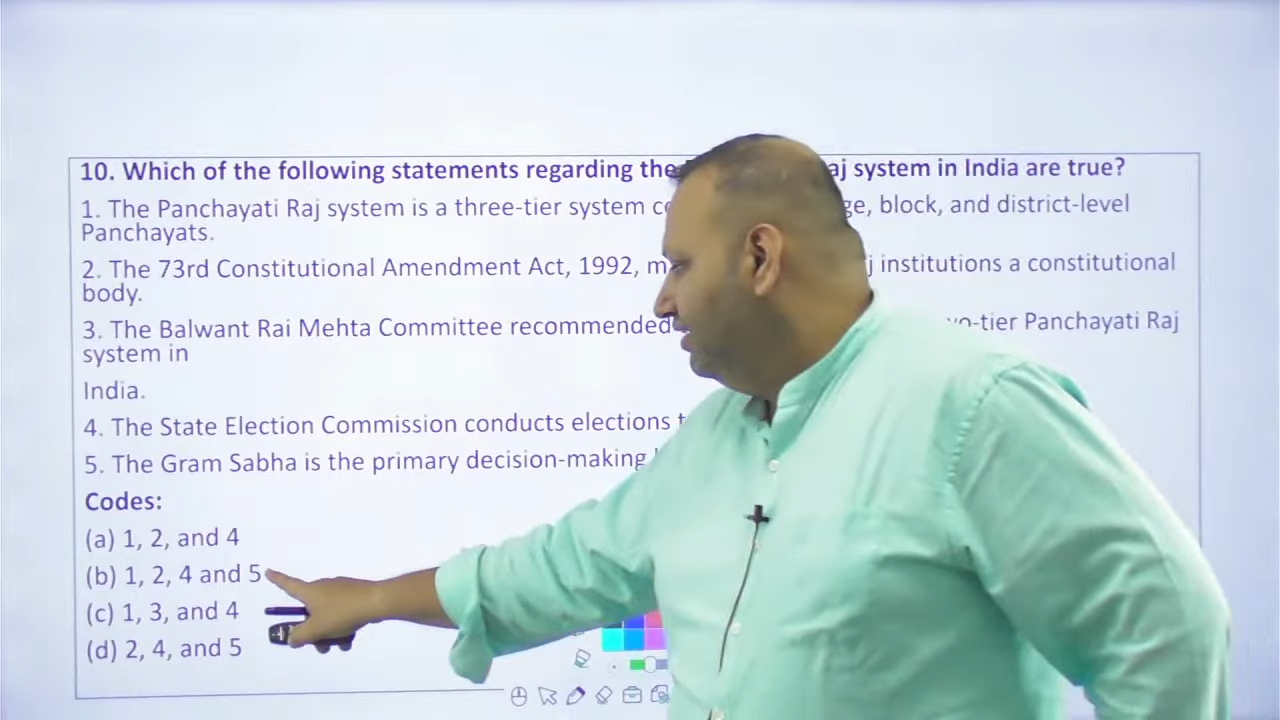 10. Which of the following statements regarding the aj system in India are true?
1. The Panchayati Raj system is a three-tier system block, and district-level
Panchayats.
2. The 73rd Constitutional Amendment Act, 1992, institutions a constitutional
body.
3. The Balwant Rai Mehta Committee recommended -tier Panchayati Raj
system in
India.
4. The State Election Commission conducts elections
5. The Gram Sabha is the primary decision-making
Codes:
(a) 1, 2, and 4
(b) 1, 2, 4 and 5
(c) 1, 3, and 4
(d) 2, 4, and 5